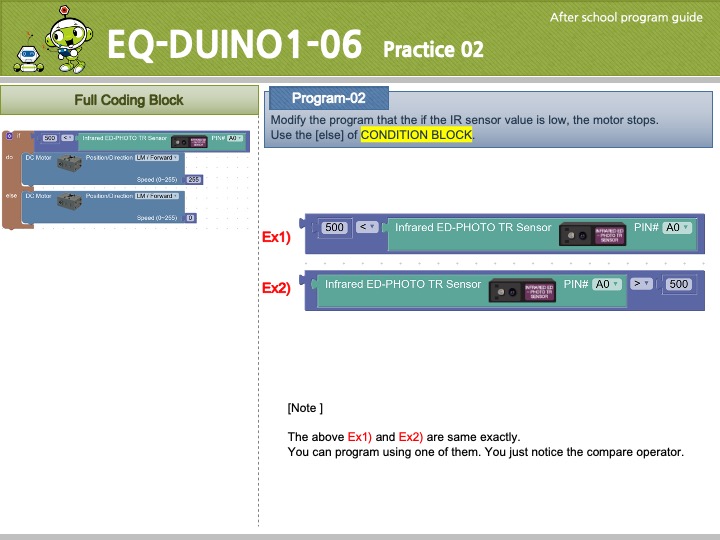 After school program guide
EQ-DUINO1-06 Practice 02
Full Coding Block
if 500 < Infrared ED-PHOTO TR Sensor PIN# A0
do DC Motor Position/Direction LM / Forward
Speed (0~255) 255
else DC Motor Position/Direction LM / Forward
Speed (0~255) 0
Program-02
Modify the program that the if the IR sensor value is low, the motor stops.
Use the [else] of CONDITION BLOCK.
Ex1) 500 < Infrared ED-PHOTO TR Sensor INFRARED ED
-PHOTO TR
SENSOR PIN# A0
Ex2) Infrared ED-PHOTO TR Sensor INFRARED ED
-PHOTO TR
SENSOR PIN# A0 > 500
[Note ]
The above Ex1) and Ex2) are same exactly.
You can program using one of them. You just notice the compare operator.